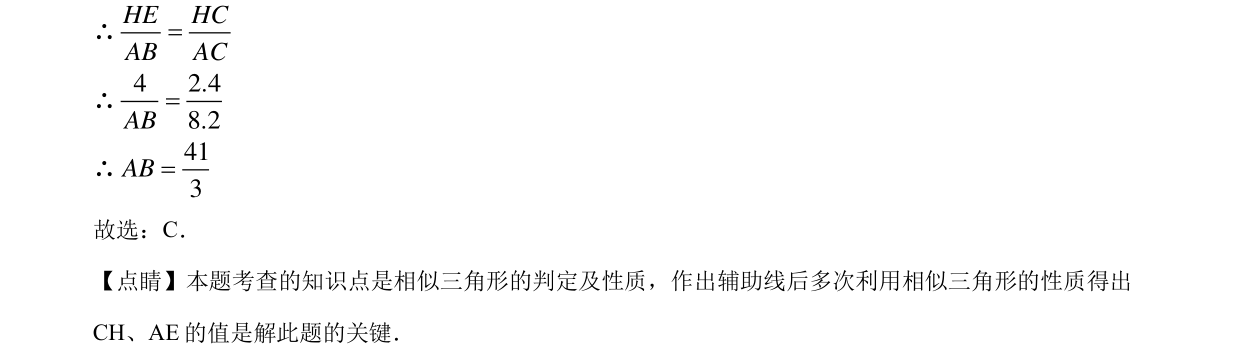 ∴ HE/AB = HC/AC
∴ 4/AB = 2.4/8.2
∴ AB = 41/3
故选：C．
【点睛】本题考查的知识点是相似三角形的判定及性质，作出辅助线后多次利用相似三角形的性质得出
CH、AE 的值是解此题的关键．